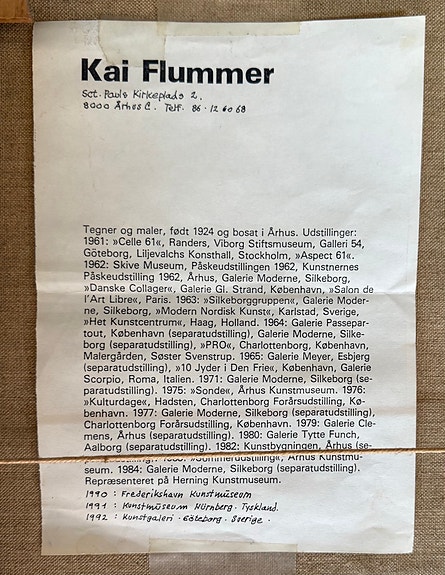 Kai Flummer
Sct. Pauls Kirkeplads 2.
8000 Århus C. Telf. 86 · 12 60 68
Tegner og maler, født 1924 og bosat i Århus. Udstillinger:
1961: »Celle 61«, Randers, Viborg Stiftsmuseum, Galleri 54,
Göteborg, Liljevalchs Konsthall, Stockholm, »Aspect 61«.
1962: Skive Museum, Påskeudstillingen 1962, Kunstnernes
Påskeudstilling 1962, Århus, Galerie Moderne, Silkeborg,
»Danske Collager«, Galerie Gl. Strand, København, »Salon de
l'Art Libre«, Paris. 1963: »Silkeborggruppen«, Galerie Moder-
ne, Silkeborg, »Modern Nordisk Kunst«, Karlstad, Sverige,
»Het Kunstcentrum«, Haag, Holland. 1964: Galerie Passepar-
tout, København (separatudstilling), Galerie Moderne, Silke-
borg (separatudstilling), »PRO«, Charlottenborg, København,
Malergården, Søster Svenstrup. 1965: Galerie Meyer, Esbjerg
(separatudstilling), »10 Jyder i Den Frie«, København, Galerie
Scorpio, Roma, Italien. 1971: Galerie Moderne, Silkeborg (se-
paratudstilling). 1975: »Sonde«, Århus Kunstmuseum. 1976:
»Kulturdage«, Hadsten, Charlottenborg Forårsudstilling, Kø-
benhavn. 1977: Galerie Moderne, Silkeborg (separatudstilling),
Charlottenborg Forårsudstilling, København. 1979: Galerie Cle-
mens, Århus (separatudstilling). 1980: Galerie Tytte Funch,
Aalborg (separatudstilling). 1982: Kunstbygningen, Århus (se-
»Sommerudstilling«, Århus Kunstmu-
seum. 1984: Galerie Moderne, Silkeborg (separatudstilling).
Repræsenteret på Herning Kunstmuseum.
1990 : Frederikshavn Kunstmuseum
1991 : Kunstmuseum Nürnberg. Tyskland.
1992 : Kunstgaleri · Göteborg · Sverige.